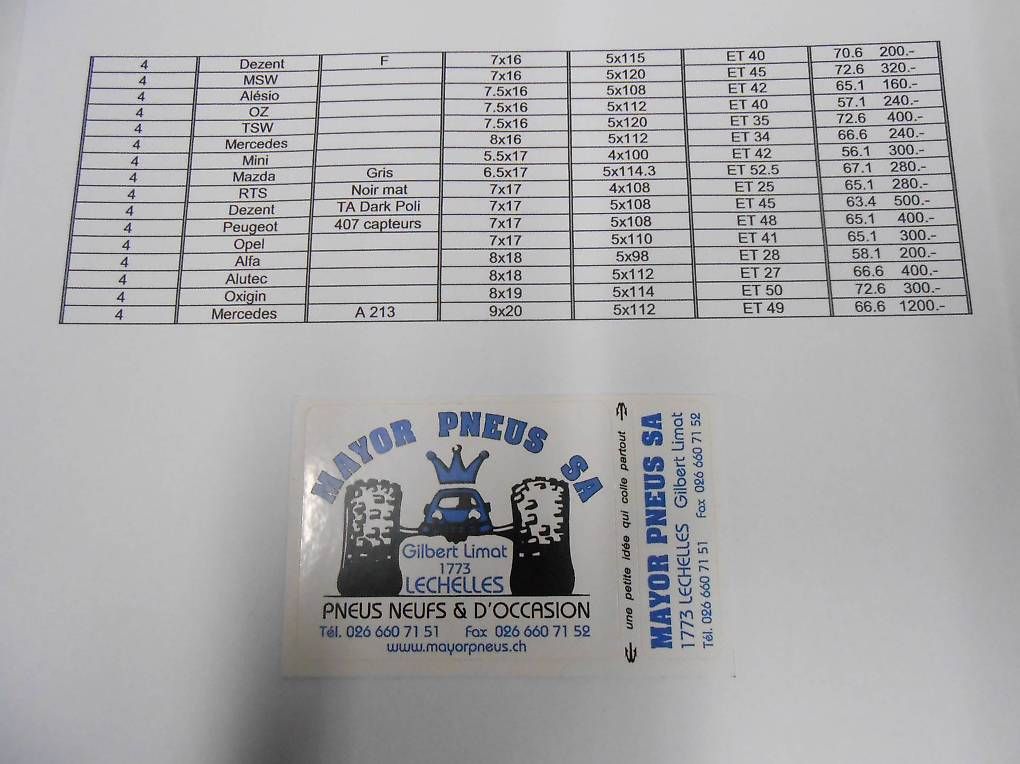 4 Dezent F 7x16 5x115 ET 40 70.6 200.-
4 MSW 7x16 5x120 ET 45 72.6 320.-
4 Alésio 7.5x16 5x108 ET 42 65.1 160.-
4 OZ 7.5x16 5x112 ET 40 57.1 240.-
4 TSW 7.5x16 5x120 ET 35 72.6 400.-
4 Mercedes 8x16 5x112 ET 34 66.6 240.-
4 Mini 5.5x17 4x100 ET 42 56.1 300.-
4 Mazda Gris 6.5x17 5x114.3 ET 52.5 67.1 280.-
4 RTS Noir mat 7x17 4x108 ET 25 65.1 280.-
4 Dezent TA Dark Poli 7x17 5x108 ET 45 63.4 500.-
4 Peugeot 407 capteurs 7x17 5x108 ET 48 65.1 400.-
4 Opel 7x17 5x110 ET 41 65.1 300.-
4 Alfa 8x18 5x98 ET 28 58.1 200.-
4 Alutec 8x18 5x112 ET 27 66.6 400.-
4 Oxigin 8x19 5x114 ET 50 72.6 300.-
4 Mercedes A 213 9x20 5x112 ET 49 66.6 1200.-
MAYOR PNEUS SA
Gilbert Limat
1773
LECHELLES
PNEUS NEUFS & D'OCCASION
Tél. 026 660 71 51 Fax 026 660 71 52
www.mayorpneus.ch
une petite idée qui colle partout
MAYOR PNEUS SA
1773 LECHELLES Gilbert Limat
Tél. 026 660 71 51 Fax 026 660 71 52